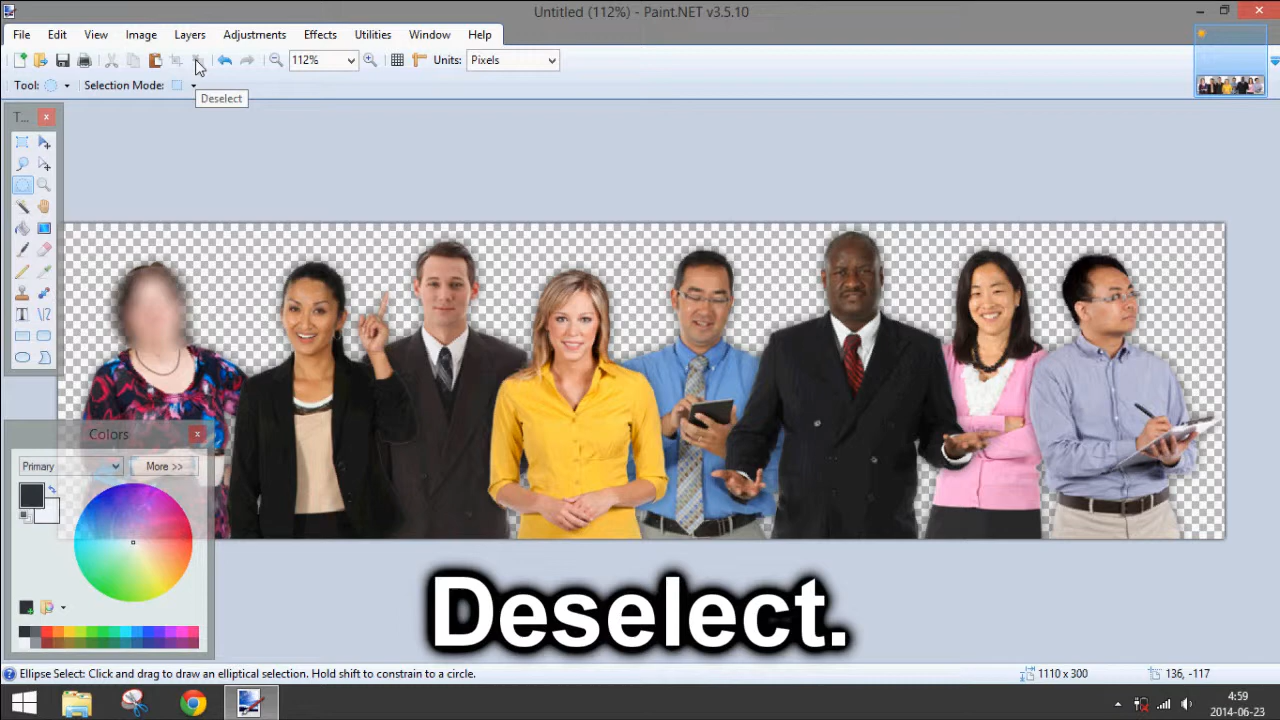 Untitled (112%) - Paint.NET v3.5.10
File Edit View Image Layers Adjustments Effects Utilities Window Help
112% Units: Pixels
Tool: Selection Mode:
Deselect
T...
Colors
Primary More >>
Deselect.
Ellipse Select: Click and drag to draw an elliptical selection. Hold shift to constrain to a circle. 1110 x 300 136, -117
4:59
2014-06-23